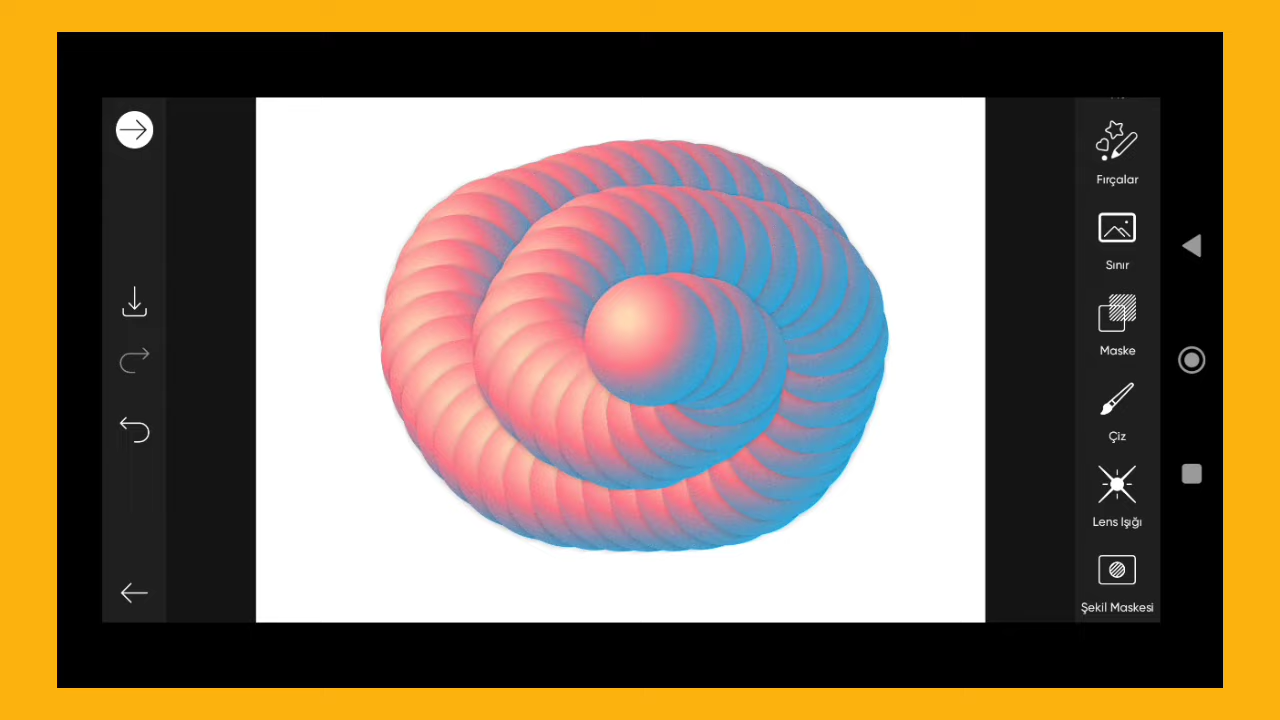 Fırçalar
Sınır
Maske
Çiz
Lens Işığı
Şekil Maskesi